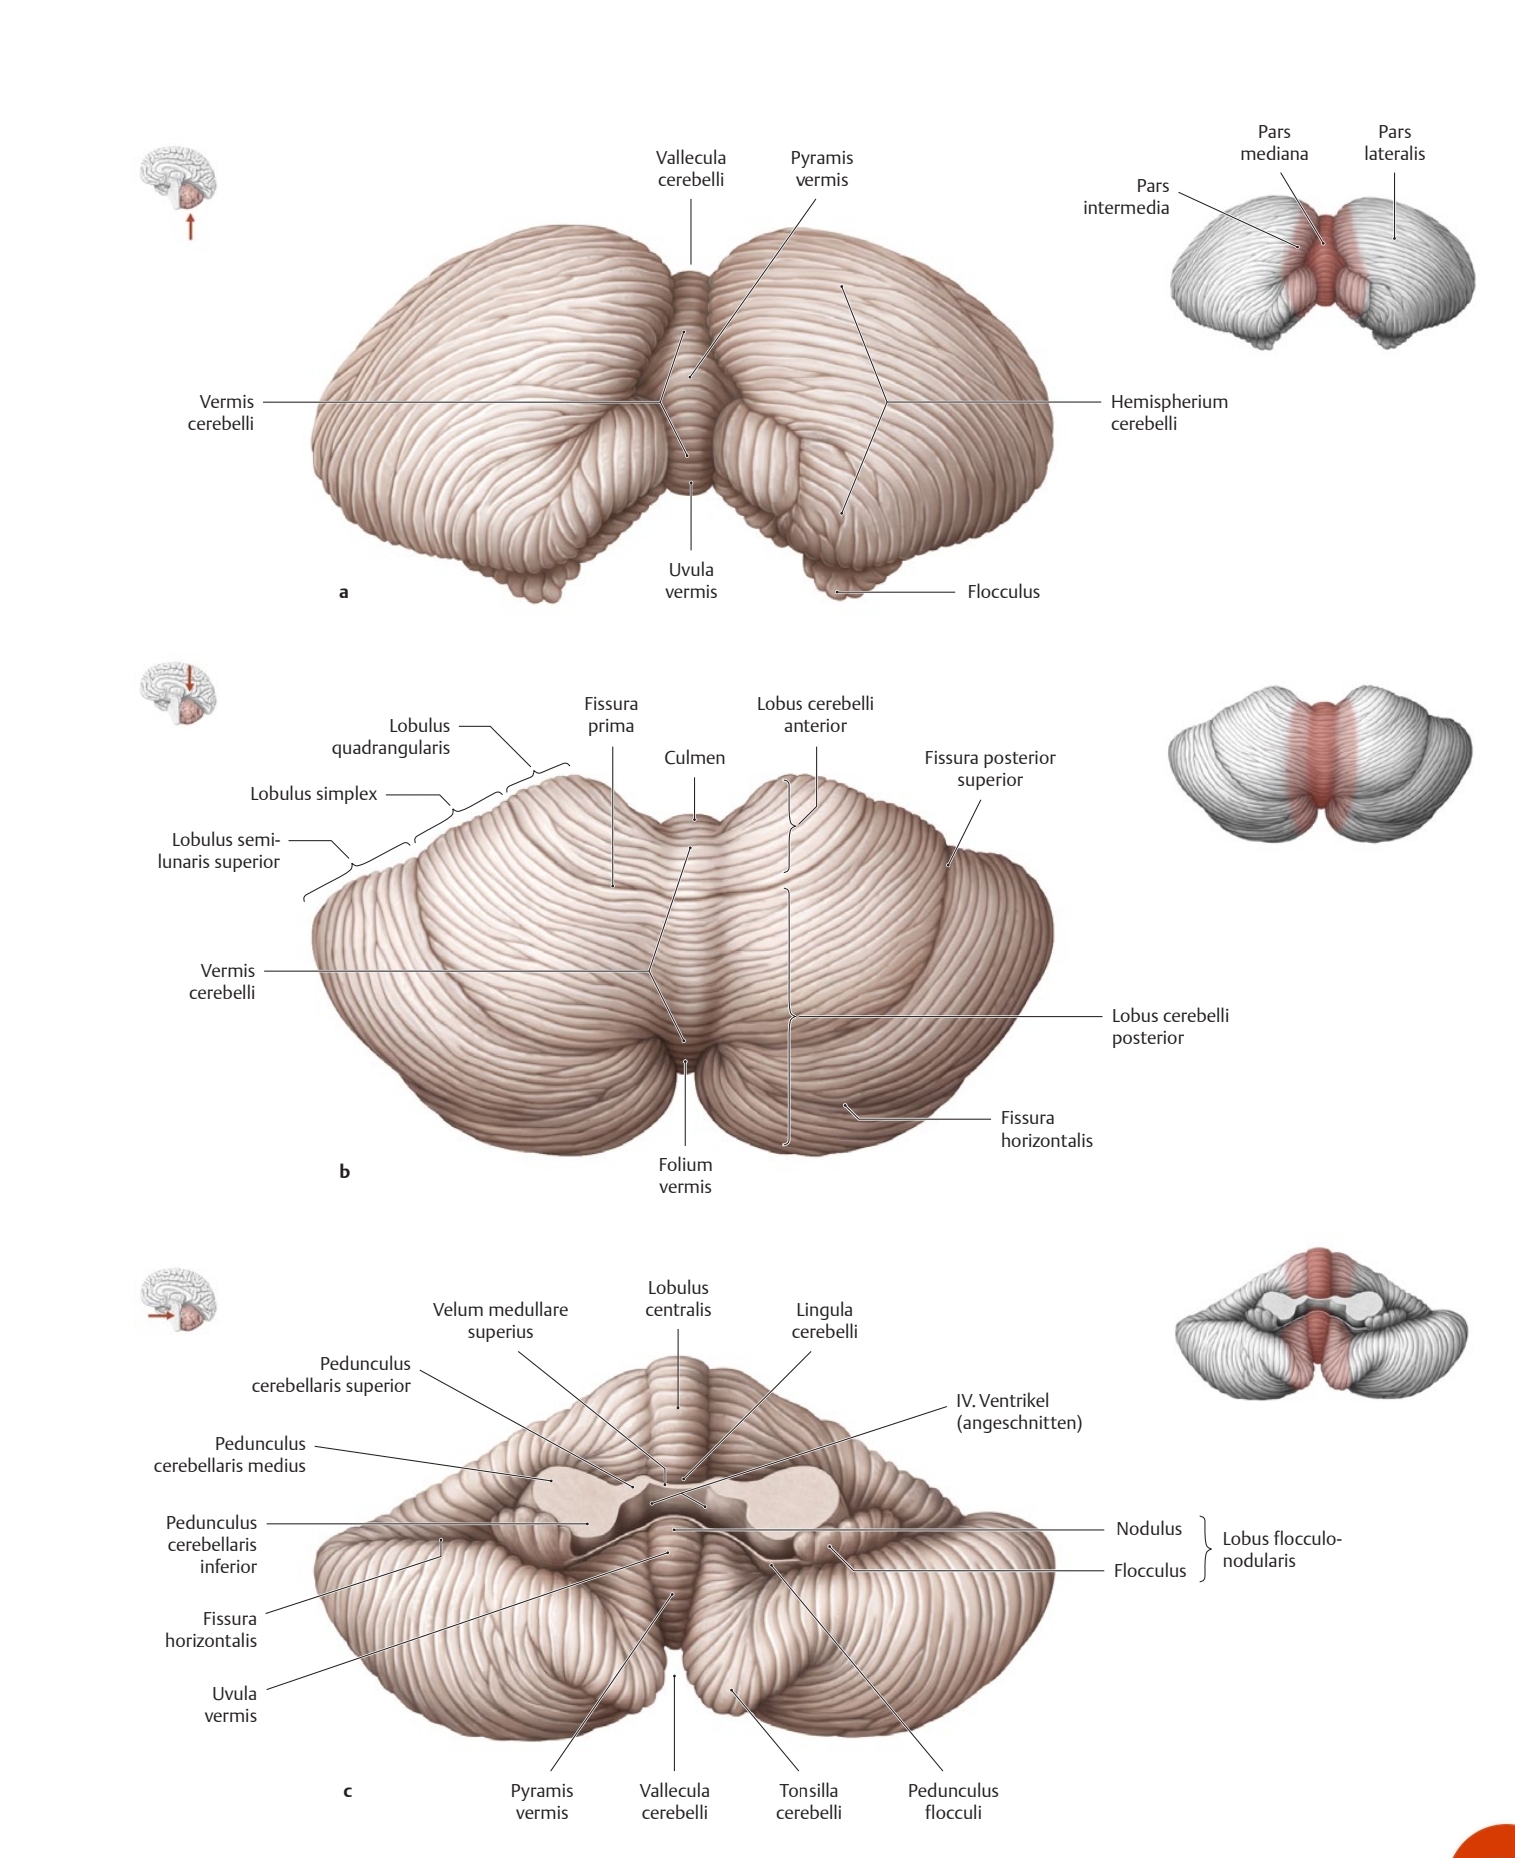 Vallecula
cerebelli
Pyramis
vermis
Pars
mediana
Pars
lateralis
Pars
intermedia
Vermis
cerebelli
Hemispherium
cerebelli
Uvula
vermis
Flocculus
a
Lobulus
quadrangularis
Fissura
prima
Lobus cerebelli
anterior
Culmen
Fissura posterior
superior
Lobulus simplex
Lobulus semi-
lunaris superior
Vermis
cerebelli
Lobus cerebelli
posterior
Fissura
horizontalis
Folium
vermis
b
Lobulus
centralis
Velum medullare
superius
Lingula
cerebelli
Pedunculus
cerebellaris superior
IV. Ventrikel
(angeschnitten)
Pedunculus
cerebellaris medius
Pedunculus
cerebellaris
inferior
Nodulus
Flocculus
Lobus flocculo-
nodularis
Fissura
horizontalis
Uvula
vermis
Pyramis
vermis
Vallecula
cerebelli
Tonsilla
cerebelli
Pedunculus
flocculi
c